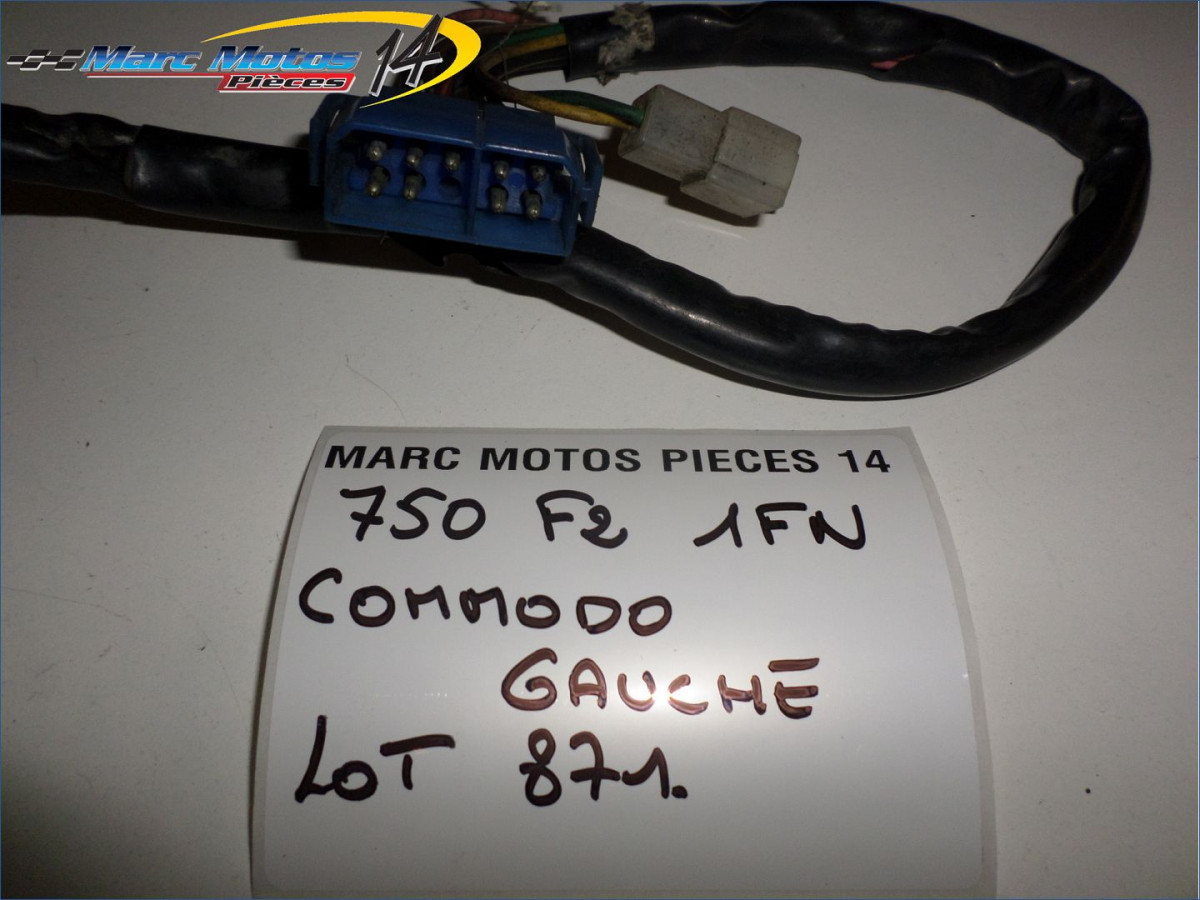 Marc Motos 14
Pièces
MARC MOTOS PIECES 14
750 F2 1FN
COMMODO
GAUCHE
LOT 871.